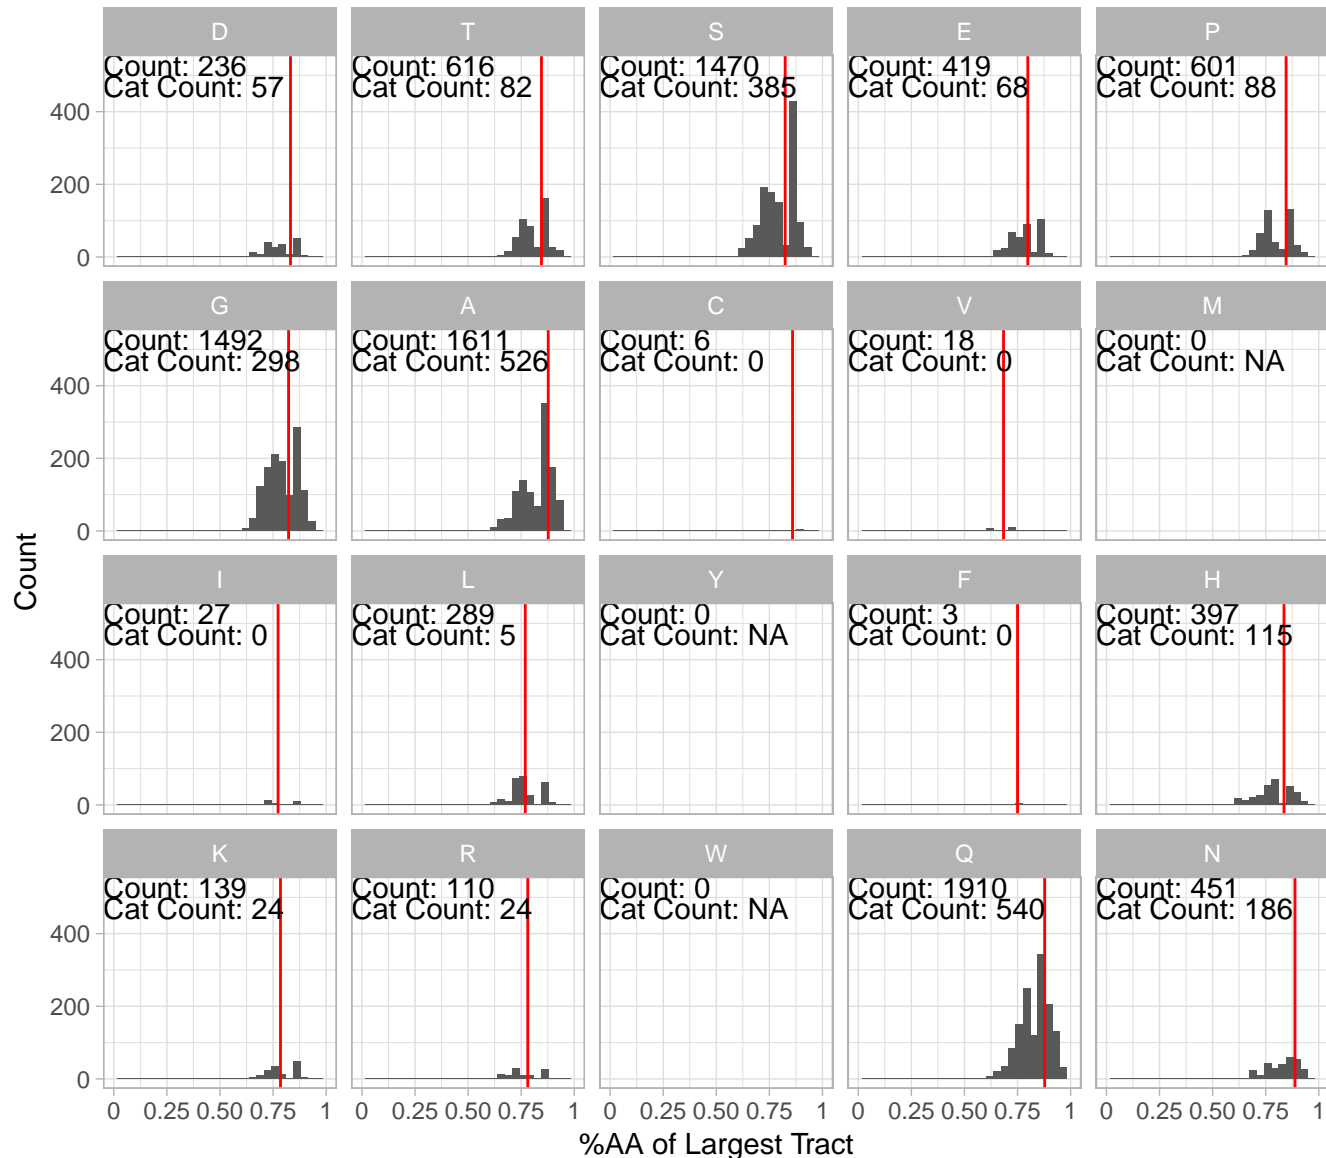 D T S E P
Count: 236 Count: 616 Count: 1470 Count: 419 Count: 601
Cat Count: 57 Cat Count: 82 Cat Count: 385 Cat Count: 68 Cat Count: 88
400
200
0
G A C V M
Count: 1492 Count: 1611 Count: 6 Count: 18 Count: 0
Cat Count: 298 Cat Count: 526 Cat Count: 0 Cat Count: 0 Cat Count: NA
400
200
0
Count
I L Y F H
Count: 27 Count: 289 Count: 0 Count: 3 Count: 397
Cat Count: 0 Cat Count: 5 Cat Count: NA Cat Count: 0 Cat Count: 115
400
200
0
K R W Q N
Count: 139 Count: 110 Count: 0 Count: 1910 Count: 451
Cat Count: 24 Cat Count: 24 Cat Count: NA Cat Count: 540 Cat Count: 186
400
200
0
0 0.25 0.50 0.75 1 0 0.25 0.50 0.75 1 0 0.25 0.50 0.75 1 0 0.25 0.50 0.75 1 0 0.25 0.50 0.75 1
%AA of Largest Tract